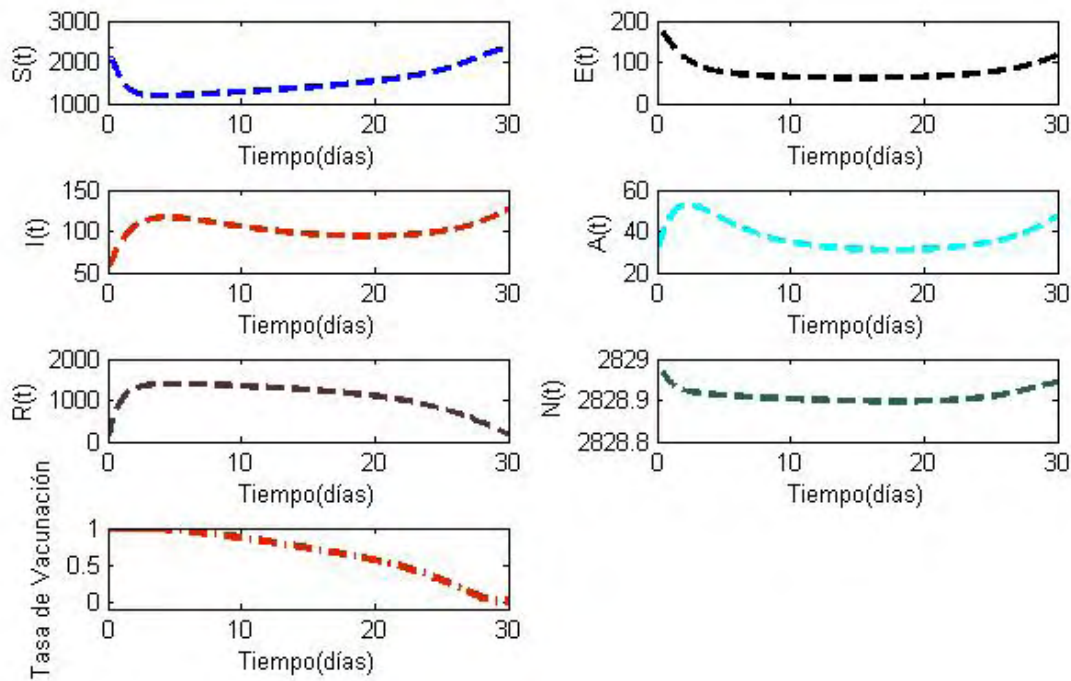 3000
2000
1000
S(t)
0 10 20 30
Tiempo(días)
200
100
0
E(t)
0 10 20 30
Tiempo(días)
150
100
50
I(t)
0 10 20 30
Tiempo(días)
60
40
20
A(t)
0 10 20 30
Tiempo(días)
2000
1000
0
R(t)
0 10 20 30
Tiempo(días)
2829
2828.9
2828.8
N(t)
0 10 20 30
Tiempo(días)
1
0.5
0
Tasa de Vacunación
0 10 20 30
Tiempo(días)